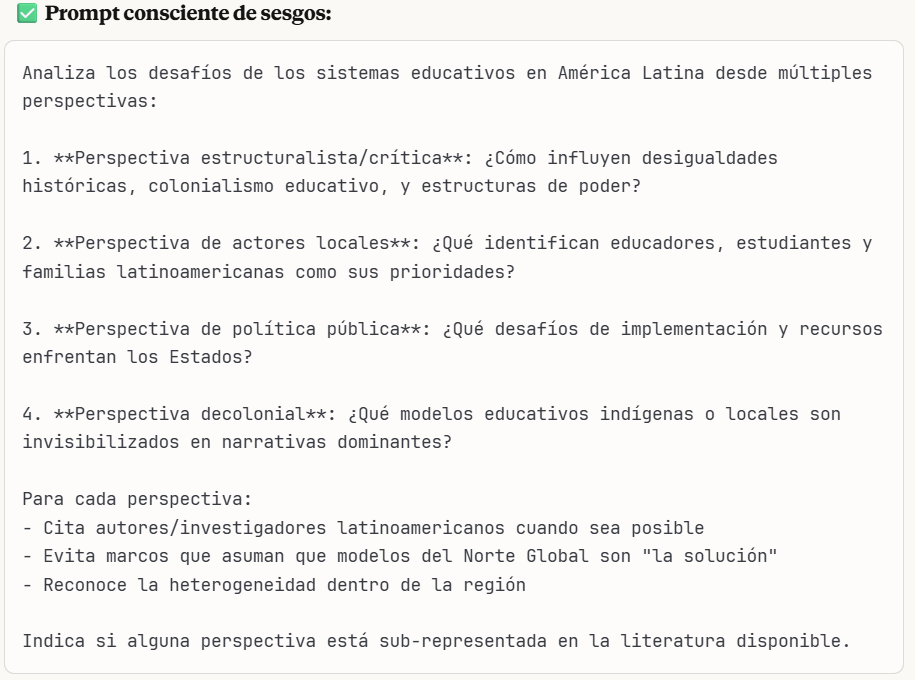 ✅ Prompt consciente de sesgos:
Analiza los desafíos de los sistemas educativos en América Latina desde múltiples
perspectivas:
1. **Perspectiva estructuralista/crítica**: ¿Cómo influyen desigualdades
históricas, colonialismo educativo, y estructuras de poder?
2. **Perspectiva de actores locales**: ¿Qué identifican educadores, estudiantes y
familias latinoamericanas como sus prioridades?
3. **Perspectiva de política pública**: ¿Qué desafíos de implementación y recursos
enfrentan los Estados?
4. **Perspectiva decolonial**: ¿Qué modelos educativos indígenas o locales son
invisibilizados en narrativas dominantes?
Para cada perspectiva:
- Cita autores/investigadores latinoamericanos cuando sea posible
- Evita marcos que asuman que modelos del Norte Global son "la solución"
- Reconoce la heterogeneidad dentro de la región
Indica si alguna perspectiva está sub-representada en la literatura disponible.